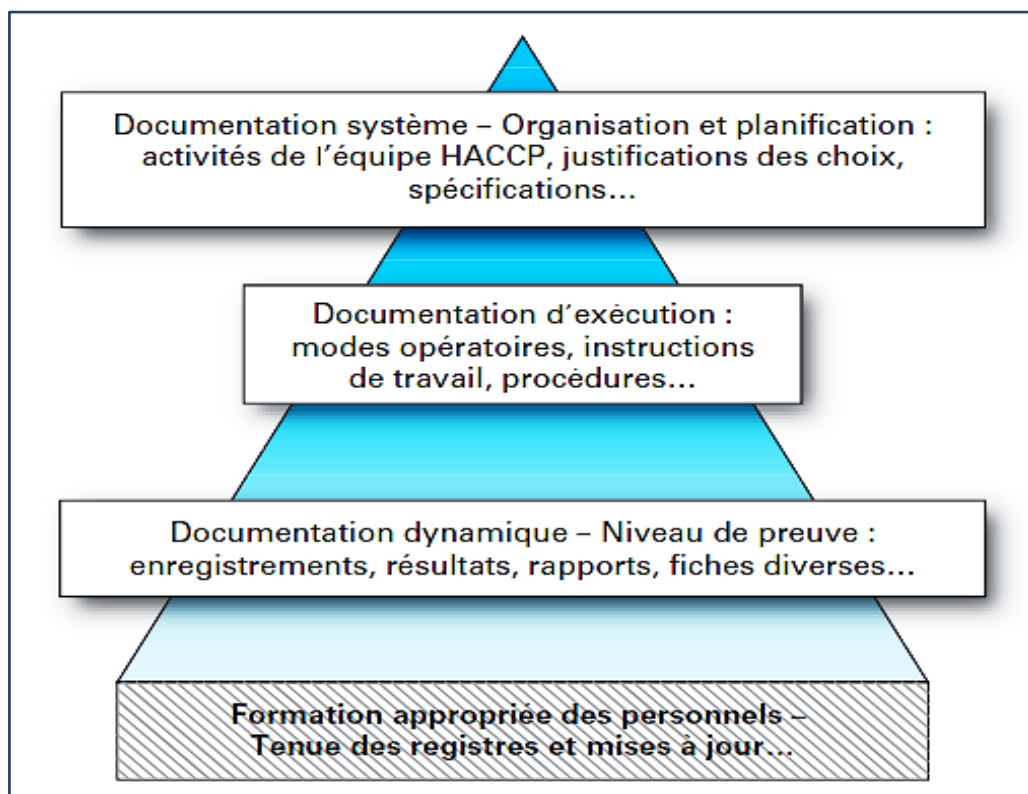 Documentation système – Organisation et planification :
activités de l'équipe HACCP, justifications des choix,
spécifications…
Documentation d'exécution :
modes opératoires, instructions
de travail, procédures…
Documentation dynamique – Niveau de preuve :
enregistrements, résultats, rapports, fiches diverses…
Formation appropriée des personnels –
Tenue des registres et mises à jour…